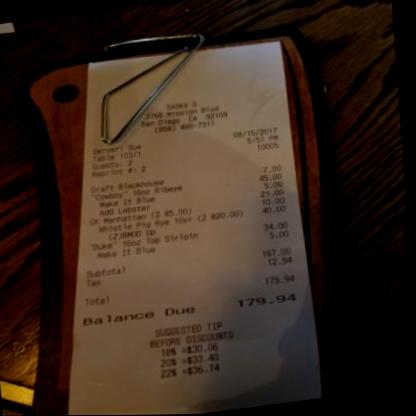 SASKA'S
3768 Mission Blvd
San Diego CA 92109
(858) 488-7311
Server: Sue 08/15/2017
Table 103/1 5:51 PM
Guests: 2 10005
Reprint #: 2
Draft Blackhouse 7.00
"Cowboy" 16oz Ribeye 45.00
Make It Blue 5.00
Add Lobster 21.00
CK Manhattan (2 @5.00) 10.00
Whistle Pig Rye 10yr (2 @20.00) 40.00
(2)BMOD Up
"Duke" 16oz Top Sirloin 34.00
Make It Blue 5.00
Subtotal 167.00
Tax 12.94
Total 179.94
Balance Due 179.94
SUGGESTED TIP
BEFORE DISCOUNTS
18% =$30.06
20% =$33.40
22% =$36.74